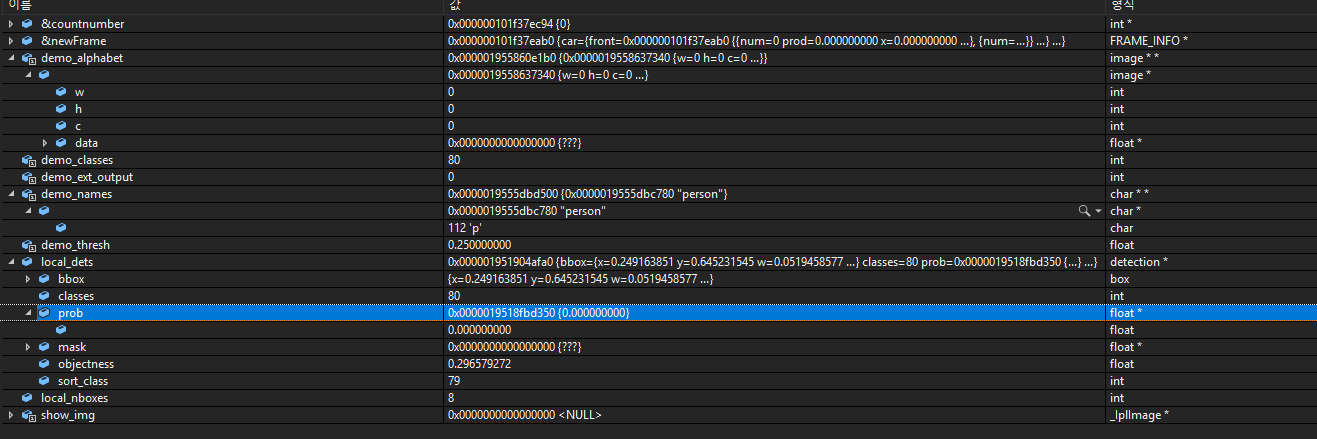 이름 값 형식
&countnumber 0x000000101f37ec94 {0} int *
&newFrame 0x000000101f37eab0 {car={front=0x000000101f37eab0 {{num=0 prod=0.000000000 x=0.000000000 ...}, {num=...}} ...} ...} FRAME_INFO *
demo_alphabet 0x000001955860e1b0 {0x0000019558637340 {w=0 h=0 c=0 ...}} image * *
0x0000019558637340 {w=0 h=0 c=0 ...} image *
w 0 int
h 0 int
c 0 int
data 0x0000000000000000 {???} float *
demo_classes 80 int
demo_ext_output 0 int
demo_names 0x0000019555dbd500 {0x0000019555dbc780 "person"} char * *
0x0000019555dbc780 "person" char *
112 'p' char
demo_thresh 0.250000000 float
local_dets 0x000001951904afa0 {bbox={x=0.249163851 y=0.645231545 w=0.0519458577 ...} classes=80 prob=0x0000019518fbd350 {...} ...} detection *
bbox {x=0.249163851 y=0.645231545 w=0.0519458577 ...} box
classes 80 int
prob 0x0000019518fbd350 {0.000000000} float *
0.000000000 float
mask 0x0000000000000000 {???} float *
objectness 0.296579272 float
sort_class 79 int
local_nboxes 8 int
show_img 0x0000000000000000 <NULL> _IplImage *